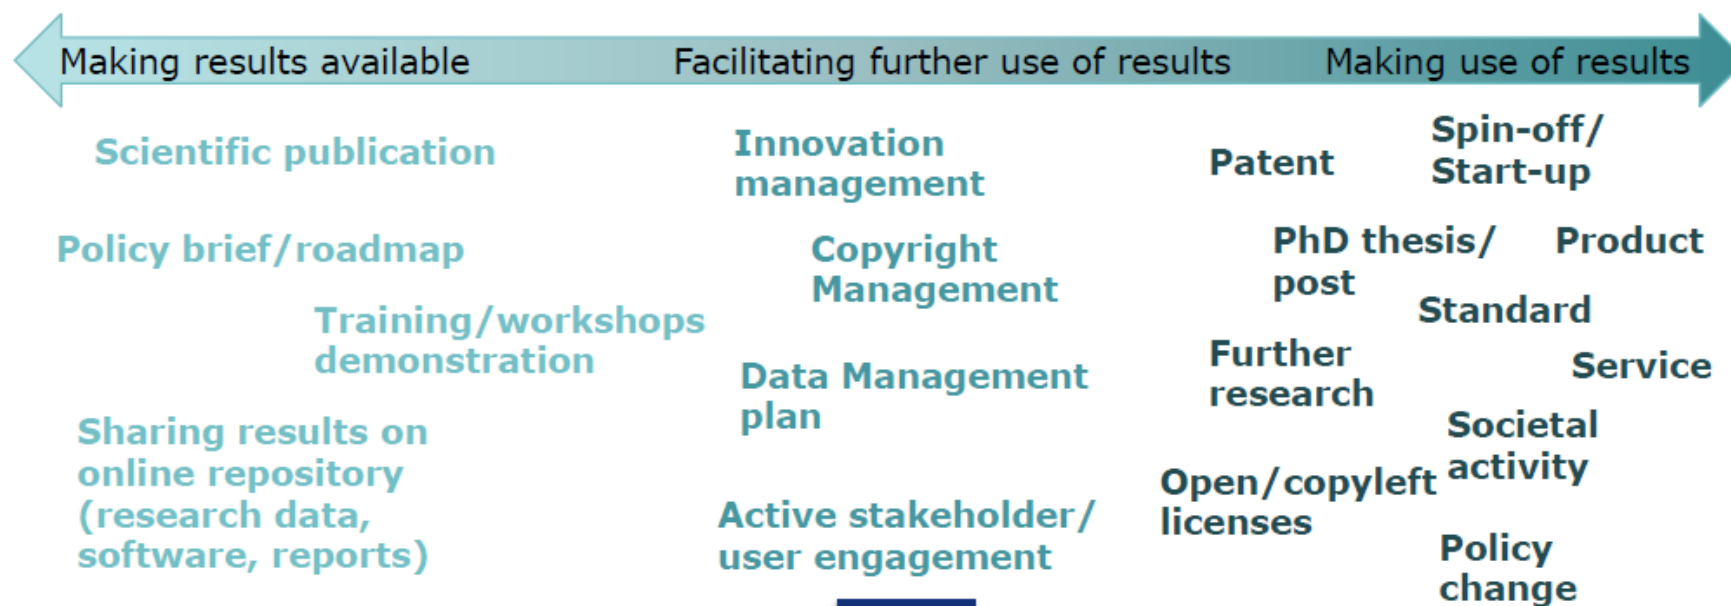 Making results available
Facilitating further use of results
Making use of results
Scientific publication
Policy brief/roadmap
Training/workshops
demonstration
Sharing results on
online repository
(research data,
software, reports)
Innovation
management
Copyright
Management
Data Management
plan
Active stakeholder/
user engagement
Patent
Spin-off/
Start-up
PhD thesis/
post
Product
Standard
Further
research
Service
Societal
activity
Open/copyleft
licenses
Policy
change